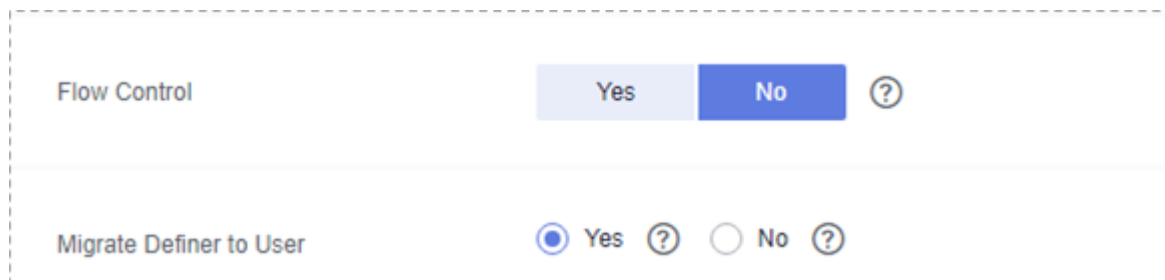 Flow Control Yes No ?
Migrate Definer to User Yes ? No ?